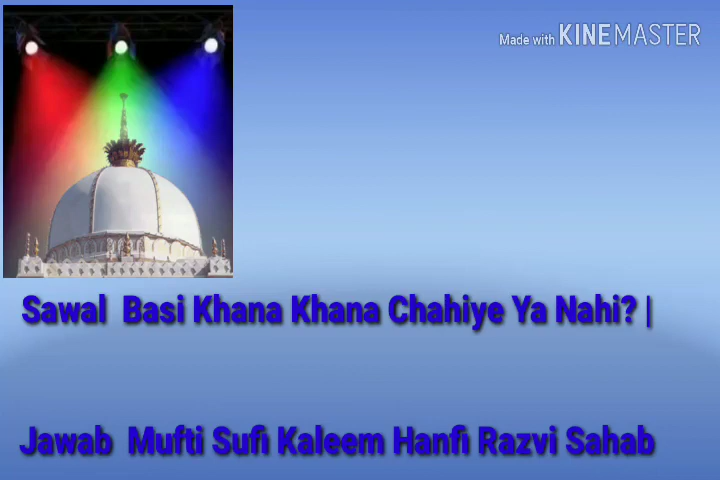 Made with KINEMASTER
Sawal Basi Khana Khana Chahiye Ya Nahi? |
Jawab Mufti Sufi Kaleem Hanfi Razvi Sahab